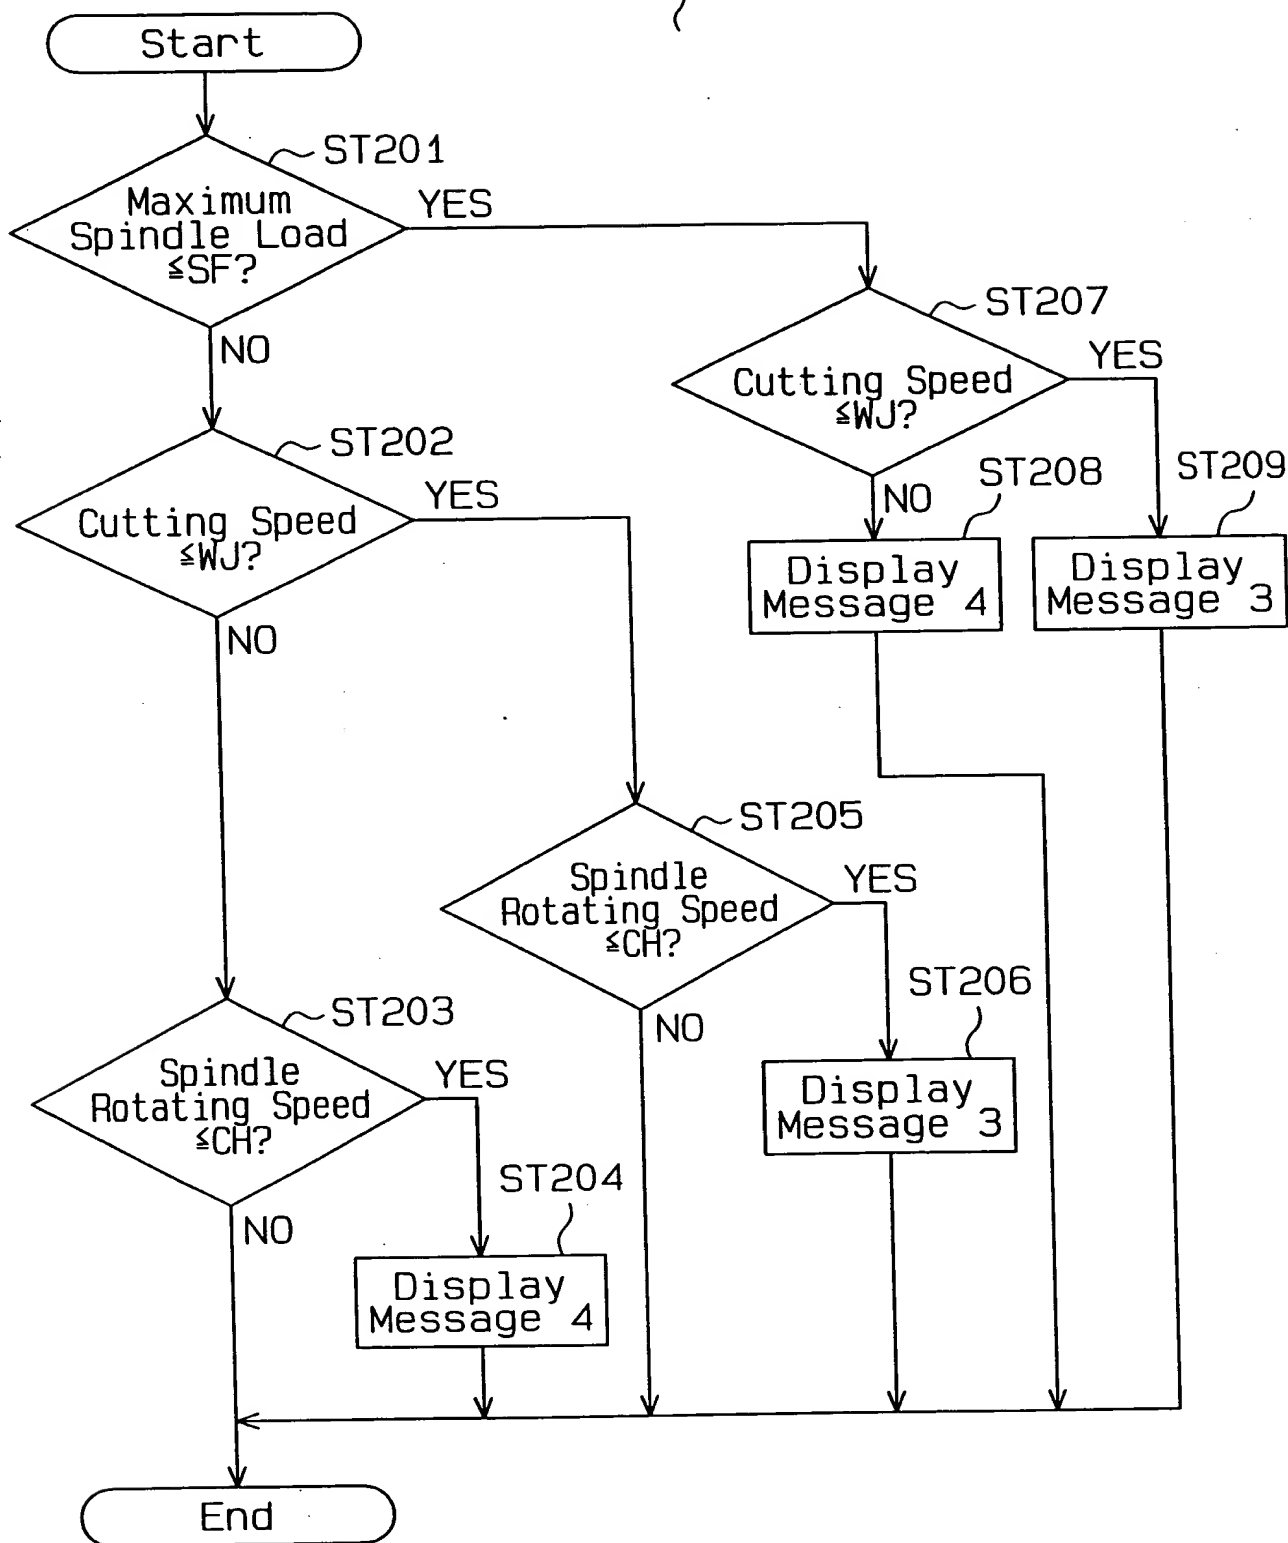 Start
ST201
Maximum
Spindle Load
≦SF?
YES
NO
ST207
Cutting Speed
≦WJ?
YES
NO
ST202
Cutting Speed
≦WJ?
YES
NO
ST208
Display
Message 4
ST209
Display
Message 3
ST205
Spindle
Rotating Speed
≦CH?
YES
NO
ST206
Display
Message 3
ST203
Spindle
Rotating Speed
≦CH?
YES
NO
ST204
Display
Message 4
End